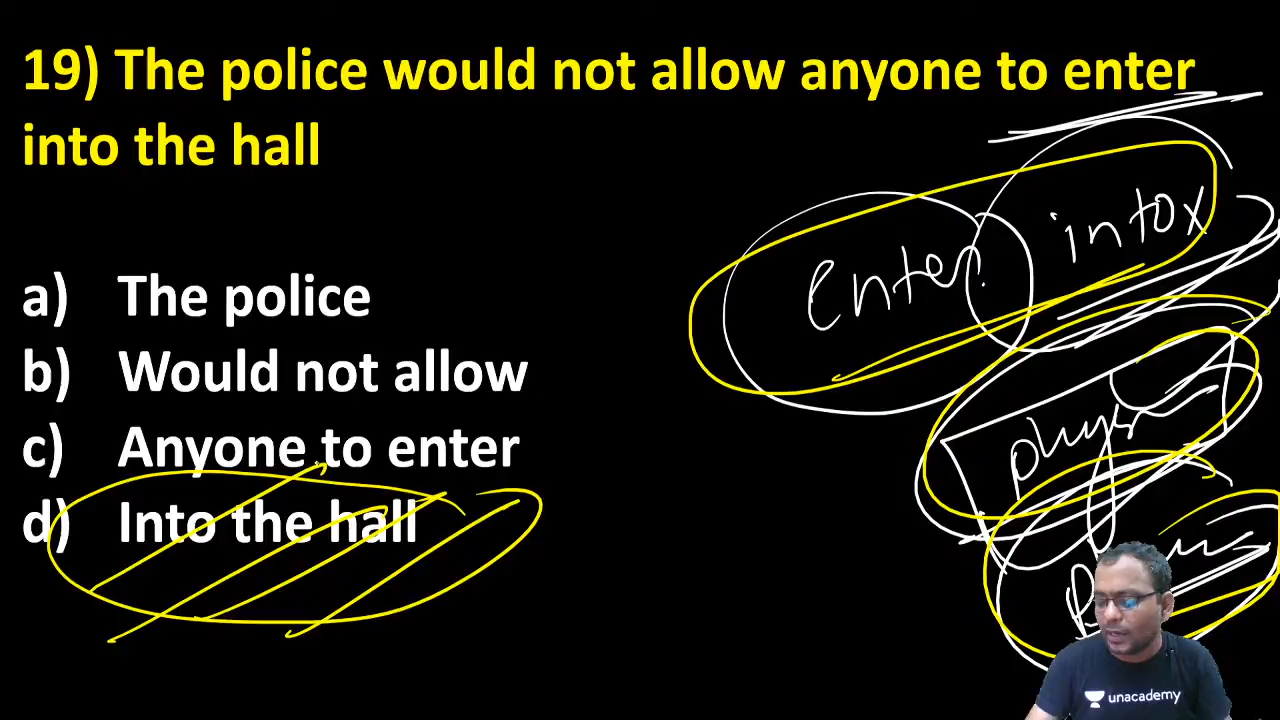 19) The police would not allow anyone to enter
into the hall
enter intox
a) The police
b) Would not allow
c) Anyone to enter
d) Into the hall
unacademy